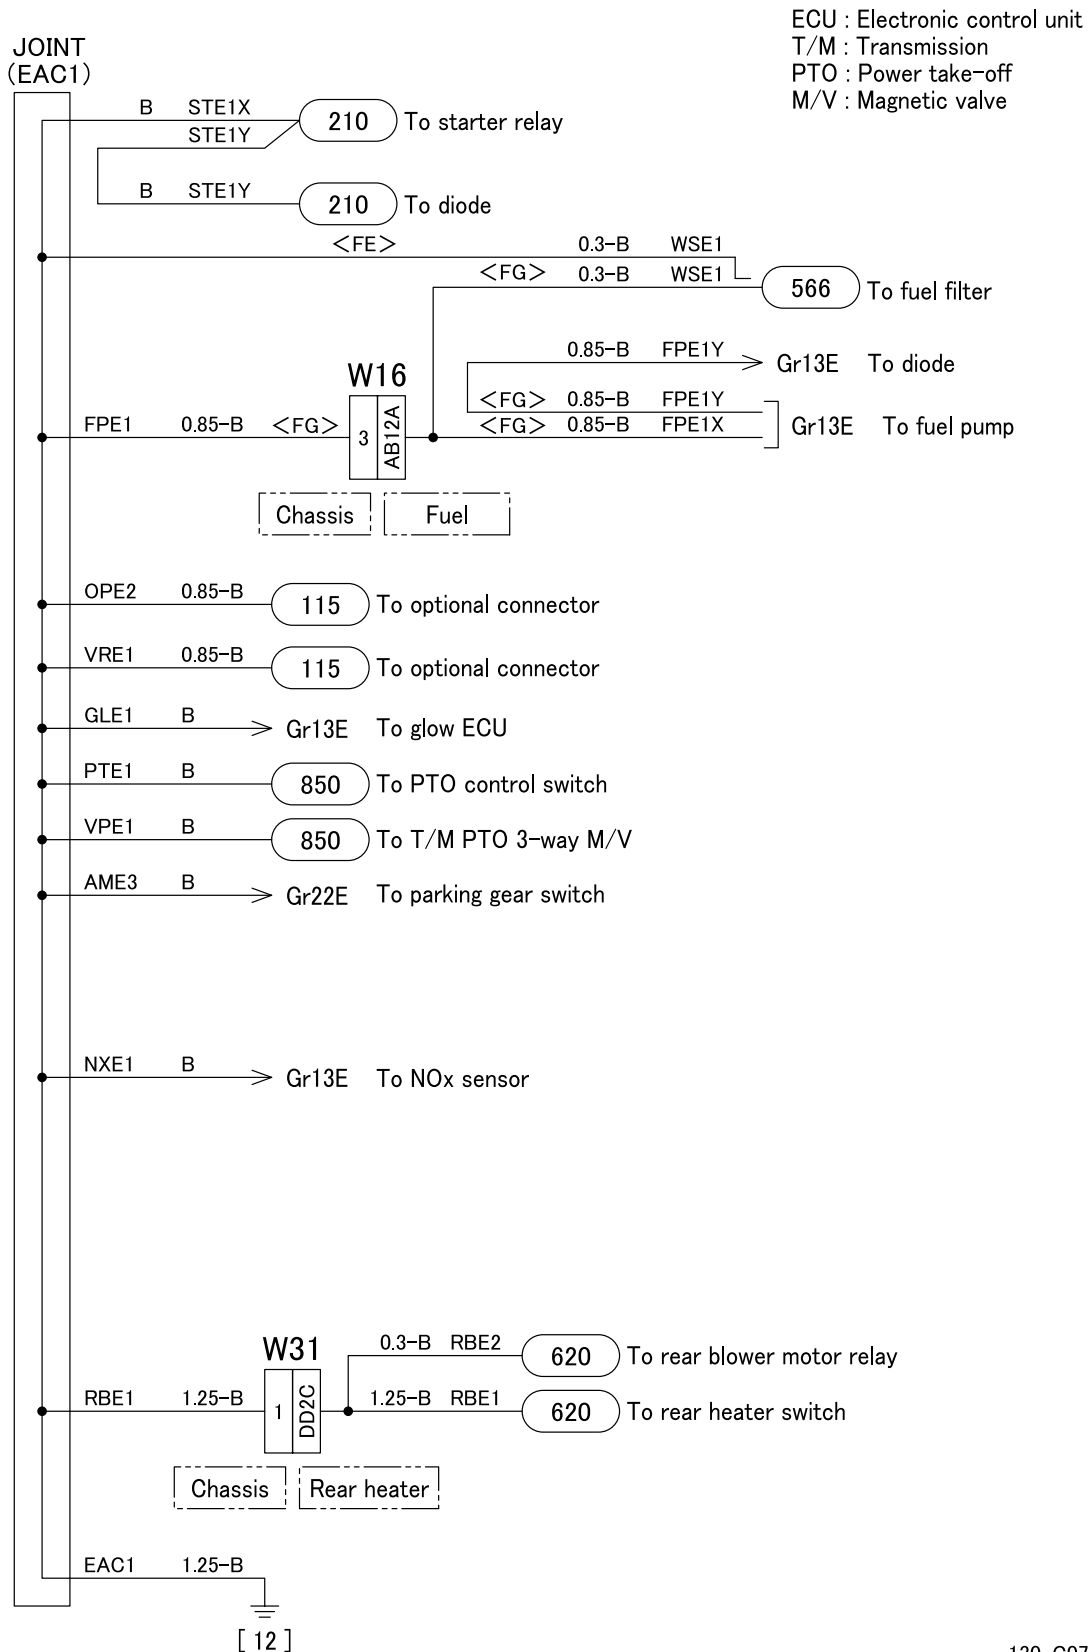 ECU : Electronic control unit
T/M : Transmission
PTO : Power take-off
M/V : Magnetic valve
JOINT
(EAC1)
B STE1X 210 To starter relay
STE1Y
B STE1Y 210 To diode
<FE> 0.3-B WSE1
<FG> 0.3-B WSE1 566 To fuel filter
0.85-B FPE1Y Gr13E To diode
W16
<FG> 0.85-B FPE1Y
FPE1 0.85-B <FG> 3 AB12A <FG> 0.85-B FPE1X Gr13E To fuel pump
Chassis Fuel
OPE2 0.85-B 115 To optional connector
VRE1 0.85-B 115 To optional connector
GLE1 B Gr13E To glow ECU
PTE1 B 850 To PTO control switch
VPE1 B 850 To T/M PTO 3-way M/V
AME3 B Gr22E To parking gear switch
NXE1 B Gr13E To NOx sensor
W31 0.3-B RBE2 620 To rear blower motor relay
RBE1 1.25-B 1 DD2C 1.25-B RBE1 620 To rear heater switch
Chassis Rear heater
EAC1 1.25-B
[ 12 ]